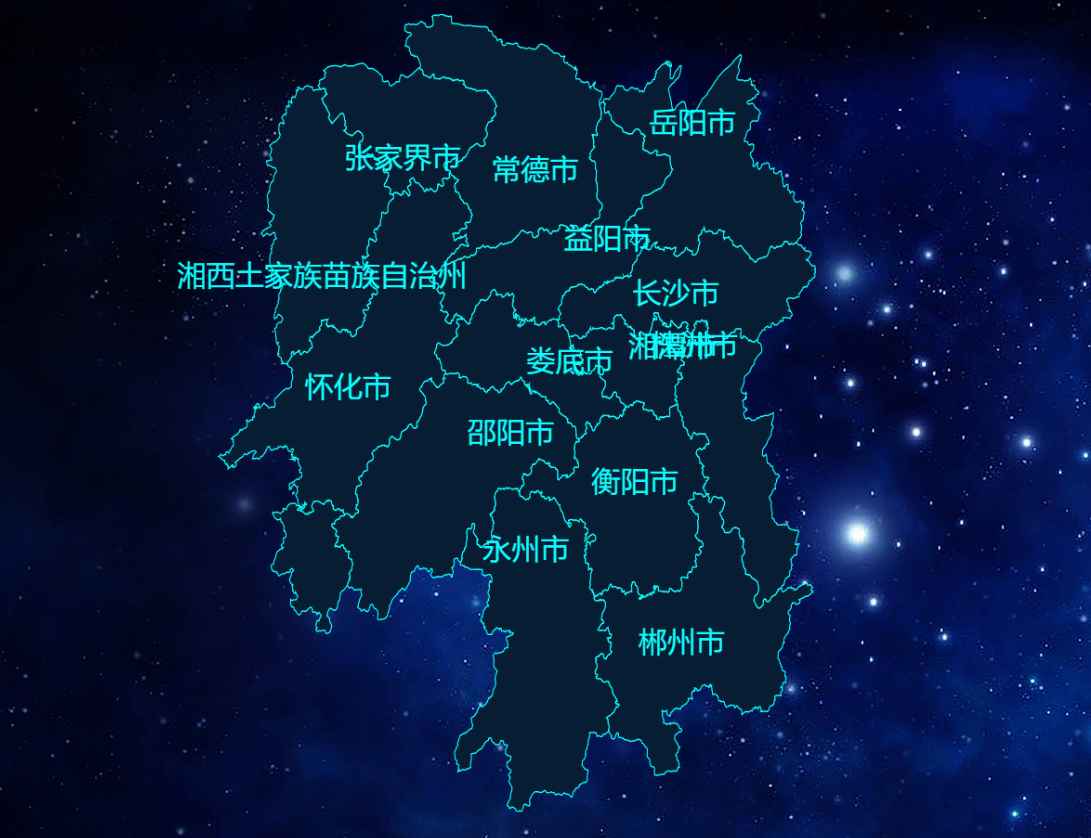 岳阳市
张家界市
常德市
益阳市
湘西土家族苗族自治州
长沙市
湘潭市
株洲市
娄底市
怀化市
邵阳市
衡阳市
永州市
郴州市